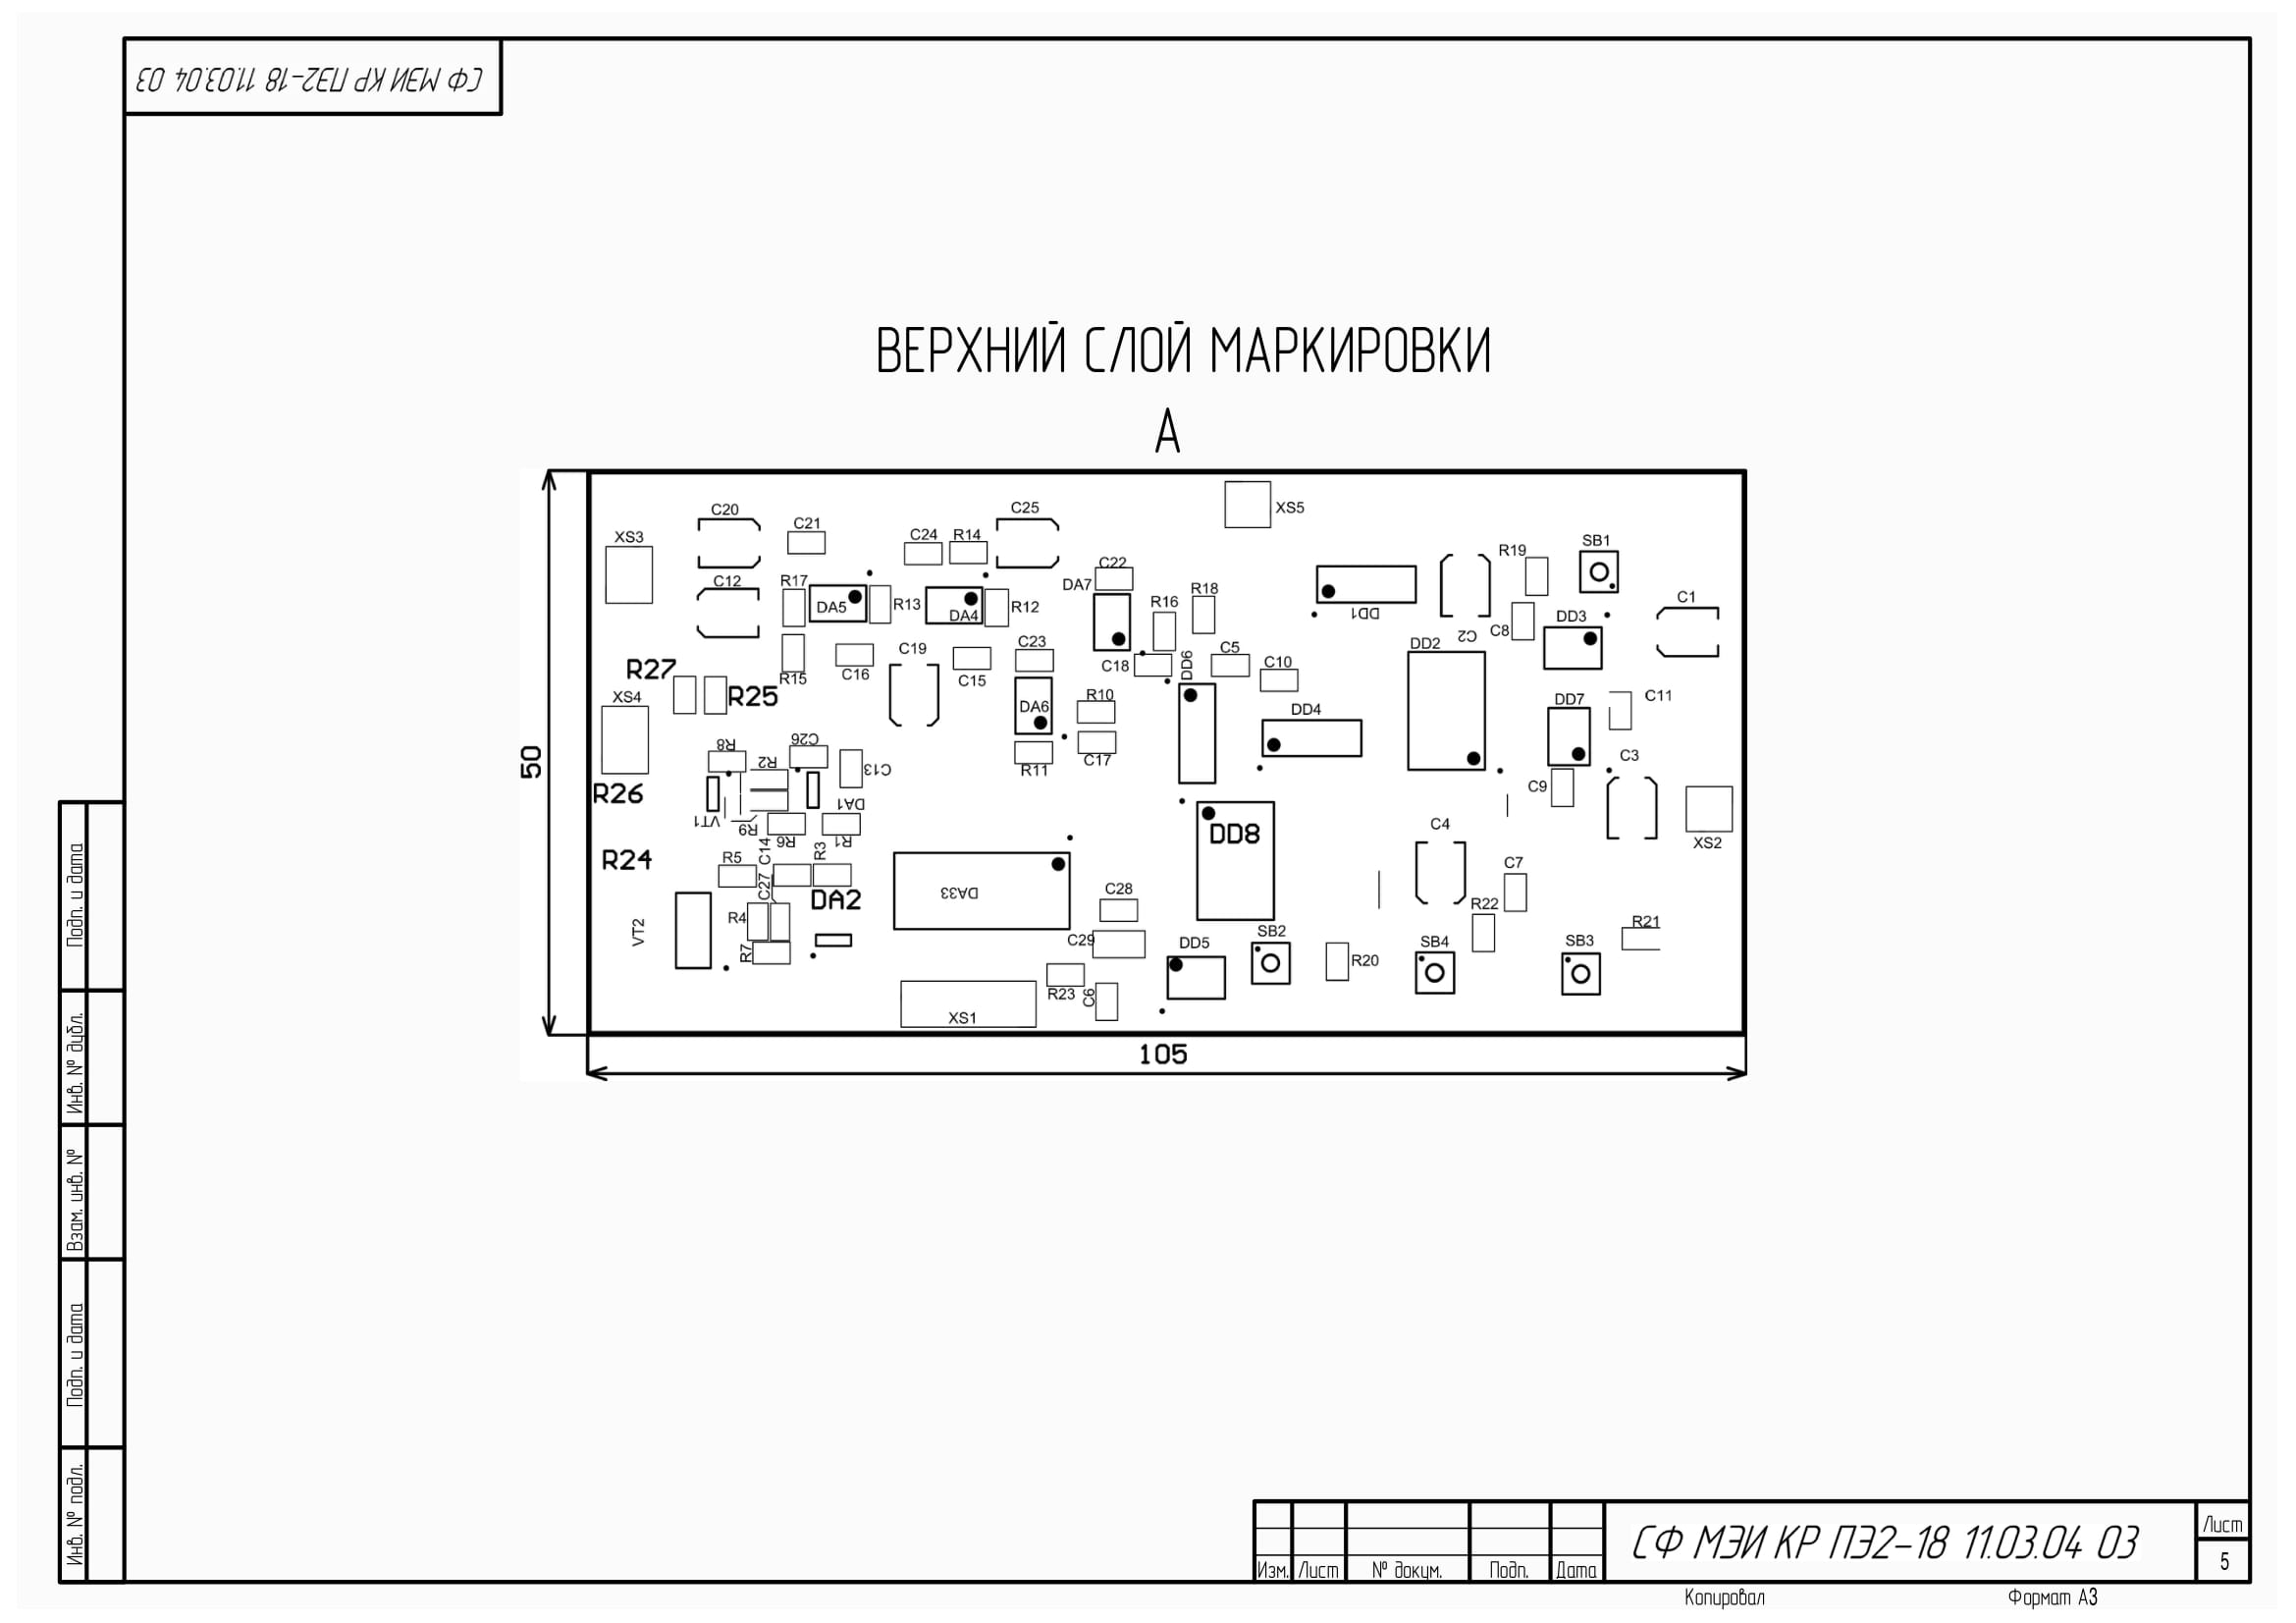 СФ МЭИ КР ПЭ2-18 11.03.04 03
ВЕРХНИЙ СЛОЙ МАРКИРОВКИ
А
XS5
C20
C21
C24
R14
C25
XS3
SB1
R19
C22
DA7
C12
R17
DA5
R13
DA4
R12
R16
R18
DD1
C2
C8
DD3
C1
R27
R15
C16
C19
C15
C23
C18
DD6
C5
C10
DD2
XS4
R25
DA6
R10
DD4
DD7
C11
R8
R2
C26
C13
R11
C17
C3
R26
C9
DA1
VT1
R9
R6
R1
DD8
C4
XS2
R24
R5
C14
R3
C7
C27
DA2
DA33
C28
R4
VT2
R22
R21
R7
C29
DD5
SB2
R20
SB4
SB3
R23
C6
XS1
50
105
Подп. и дата
Инв. № дубл.
Взам. инв. №
Подп. и дата
Инв. № подл.
Изм.
Лист
№ докум.
Подп.
Дата
СФ МЭИ КР ПЭ2-18 11.03.04 03
Лист
5
Копировал
Формат А3